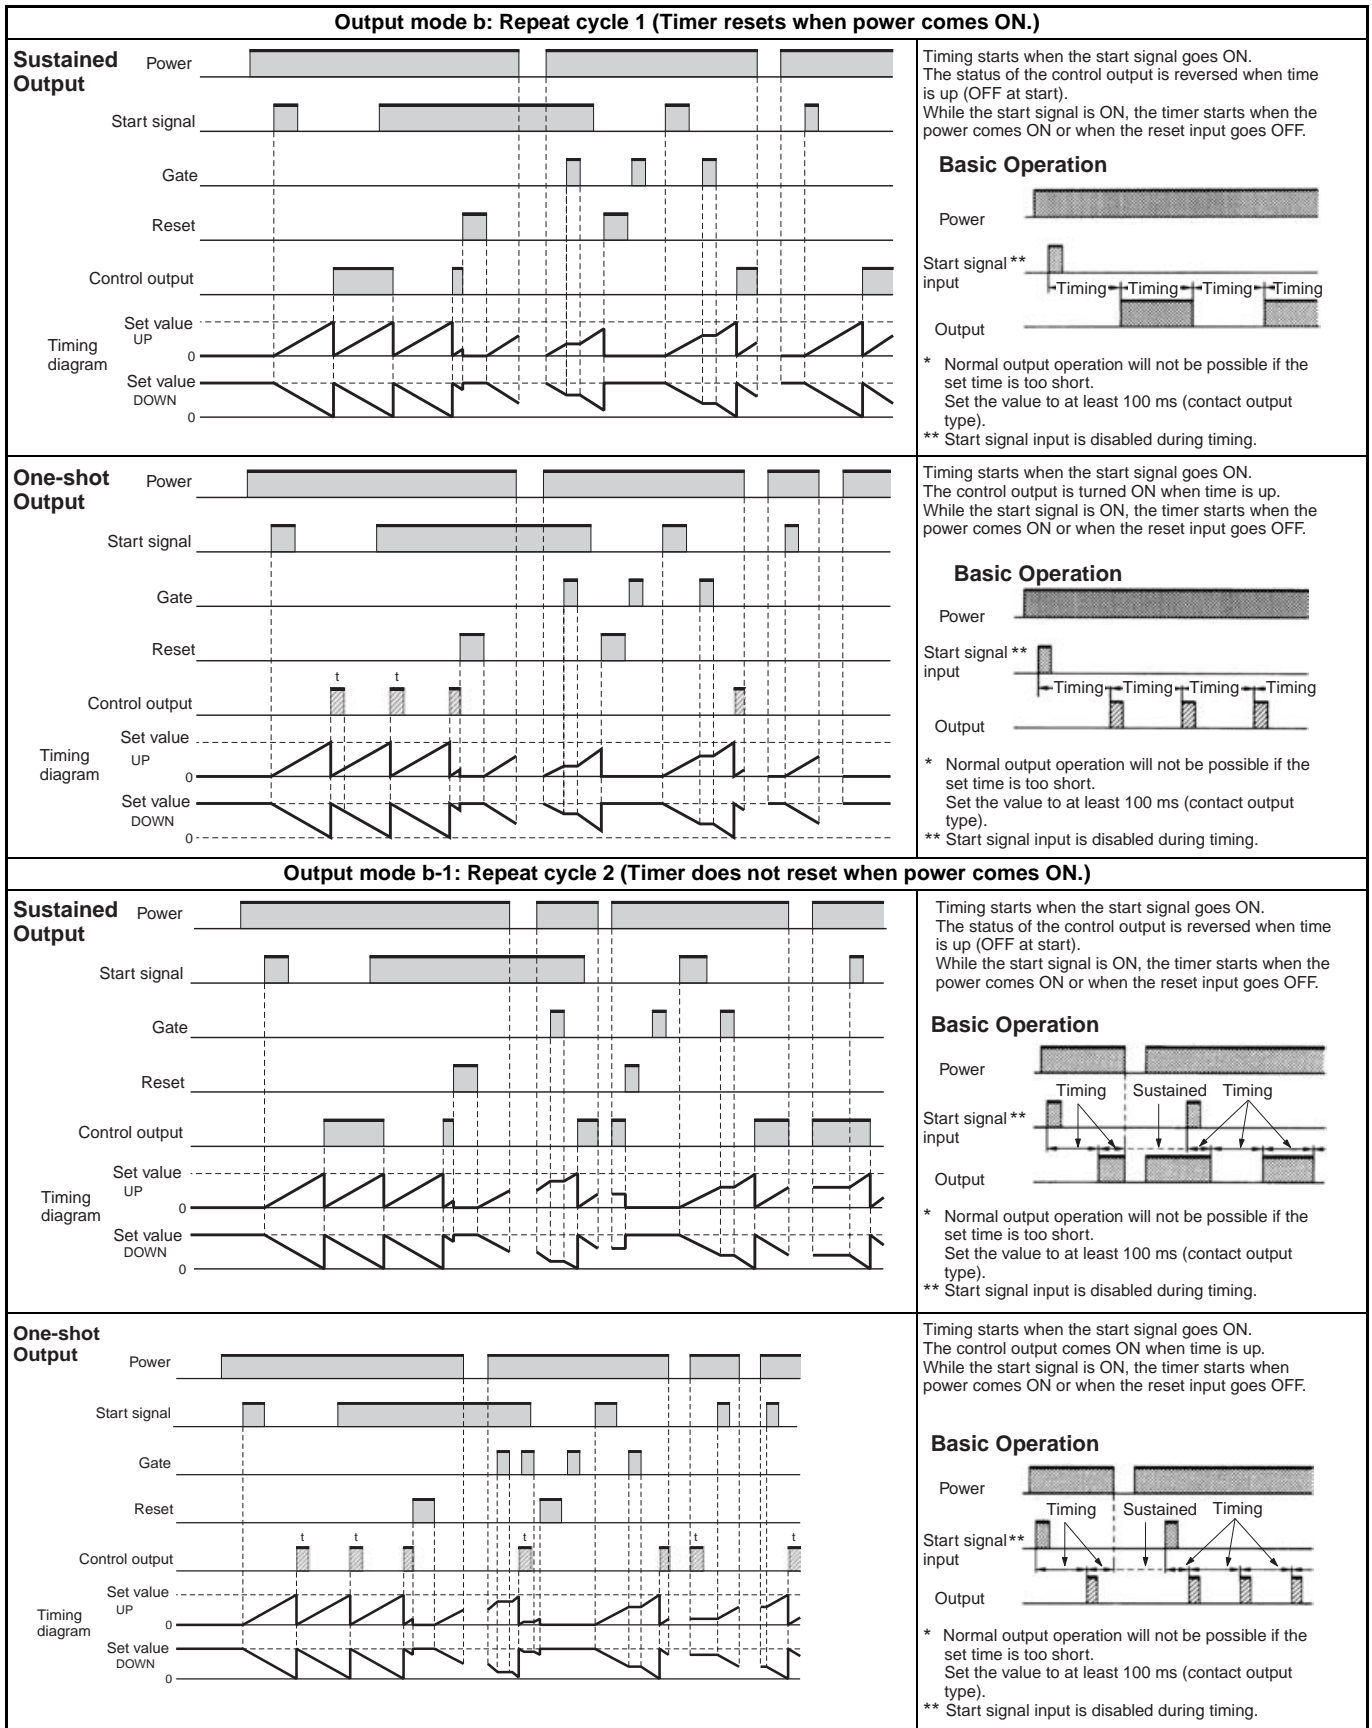 Output mode b: Repeat cycle 1 (Timer resets when power comes ON.)
Sustained
Output
Power
Start signal
Gate
Reset
Control output
Set value
UP
Timing
diagram
0
Set value
DOWN
0
Timing starts when the start signal goes ON.
The status of the control output is reversed when time
is up (OFF at start).
While the start signal is ON, the timer starts when the
power comes ON or when the reset input goes OFF.
Basic Operation
Power
Start signal **
input
Timing Timing Timing Timing
Output
* Normal output operation will not be possible if the
set time is too short.
Set the value to at least 100 ms (contact output
type).
** Start signal input is disabled during timing.
One-shot
Output
Power
Start signal
Gate
Reset
t t
Control output
Set value
UP
Timing
diagram
0
Set value
DOWN
0
Timing starts when the start signal goes ON.
The control output is turned ON when time is up.
While the start signal is ON, the timer starts when the
power comes ON or when the reset input goes OFF.
Basic Operation
Power
Start signal **
input
Timing Timing Timing Timing
Output
* Normal output operation will not be possible if the
set time is too short.
Set the value to at least 100 ms (contact output
type).
** Start signal input is disabled during timing.
Output mode b-1: Repeat cycle 2 (Timer does not reset when power comes ON.)
Sustained
Output
Power
Start signal
Gate
Reset
Control output
Set value
UP
Timing
diagram
0
Set value
DOWN
0
Timing starts when the start signal goes ON.
The status of the control output is reversed when time
is up (OFF at start).
While the start signal is ON, the timer starts when the
power comes ON or when the reset input goes OFF.
Basic Operation
Power
Timing Sustained Timing
Start signal **
input
Output
* Normal output operation will not be possible if the
set time is too short.
Set the value to at least 100 ms (contact output
type).
** Start signal input is disabled during timing.
One-shot
Output
Power
Start signal
Gate
Reset
t t t t t
Control output
Set value
UP
Timing
diagram
0
Set value
DOWN
0
Timing starts when the start signal goes ON.
The control output comes ON when time is up.
While the start signal is ON, the timer starts when
power comes ON or when the reset input goes OFF.
Basic Operation
Power
Timing Sustained Timing
Start signal **
input
Output
* Normal output operation will not be possible if the
set time is too short.
Set the value to at least 100 ms (contact output
type).
** Start signal input is disabled during timing.